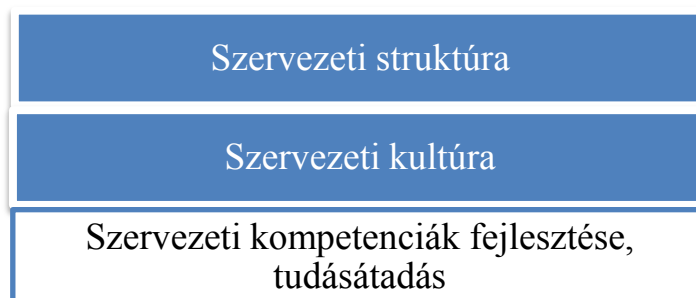 Szervezeti struktúra
Szervezeti kultúra
Szervezeti kompetenciák fejlesztése,
tudásátadás